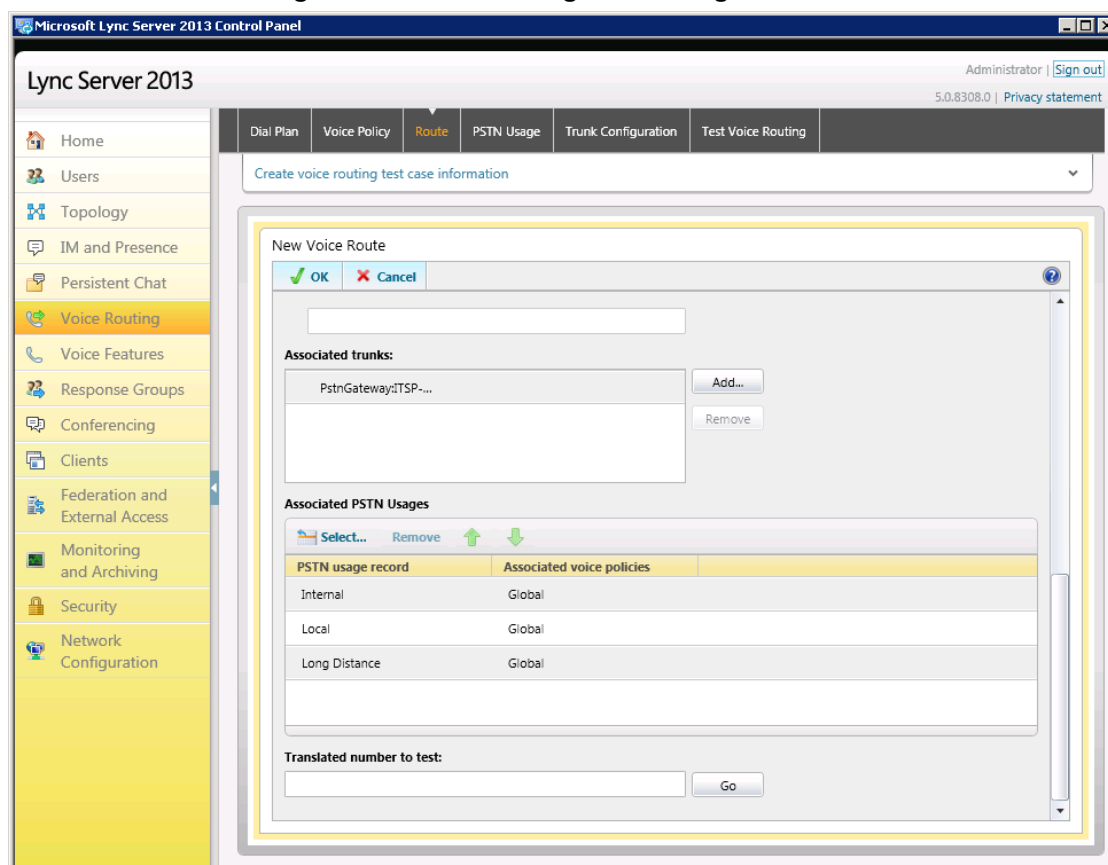 Microsoft Lync Server 2013 Control Panel
Lync Server 2013
Administrator | Sign out
5.0.8308.0 | Privacy statement
Home
Users
Topology
IM and Presence
Persistent Chat
Voice Routing
Voice Features
Response Groups
Conferencing
Clients
Federation and
External Access
Monitoring
and Archiving
Security
Network
Configuration
Dial Plan Voice Policy Route PSTN Usage Trunk Configuration Test Voice Routing
Create voice routing test case information
New Voice Route
OK Cancel
Associated trunks:
PstnGateway:ITSP-...
Add...
Remove
Associated PSTN Usages
Select... Remove
PSTN usage record Associated voice policies
Internal Global
Local Global
Long Distance Global
Translated number to test:
Go